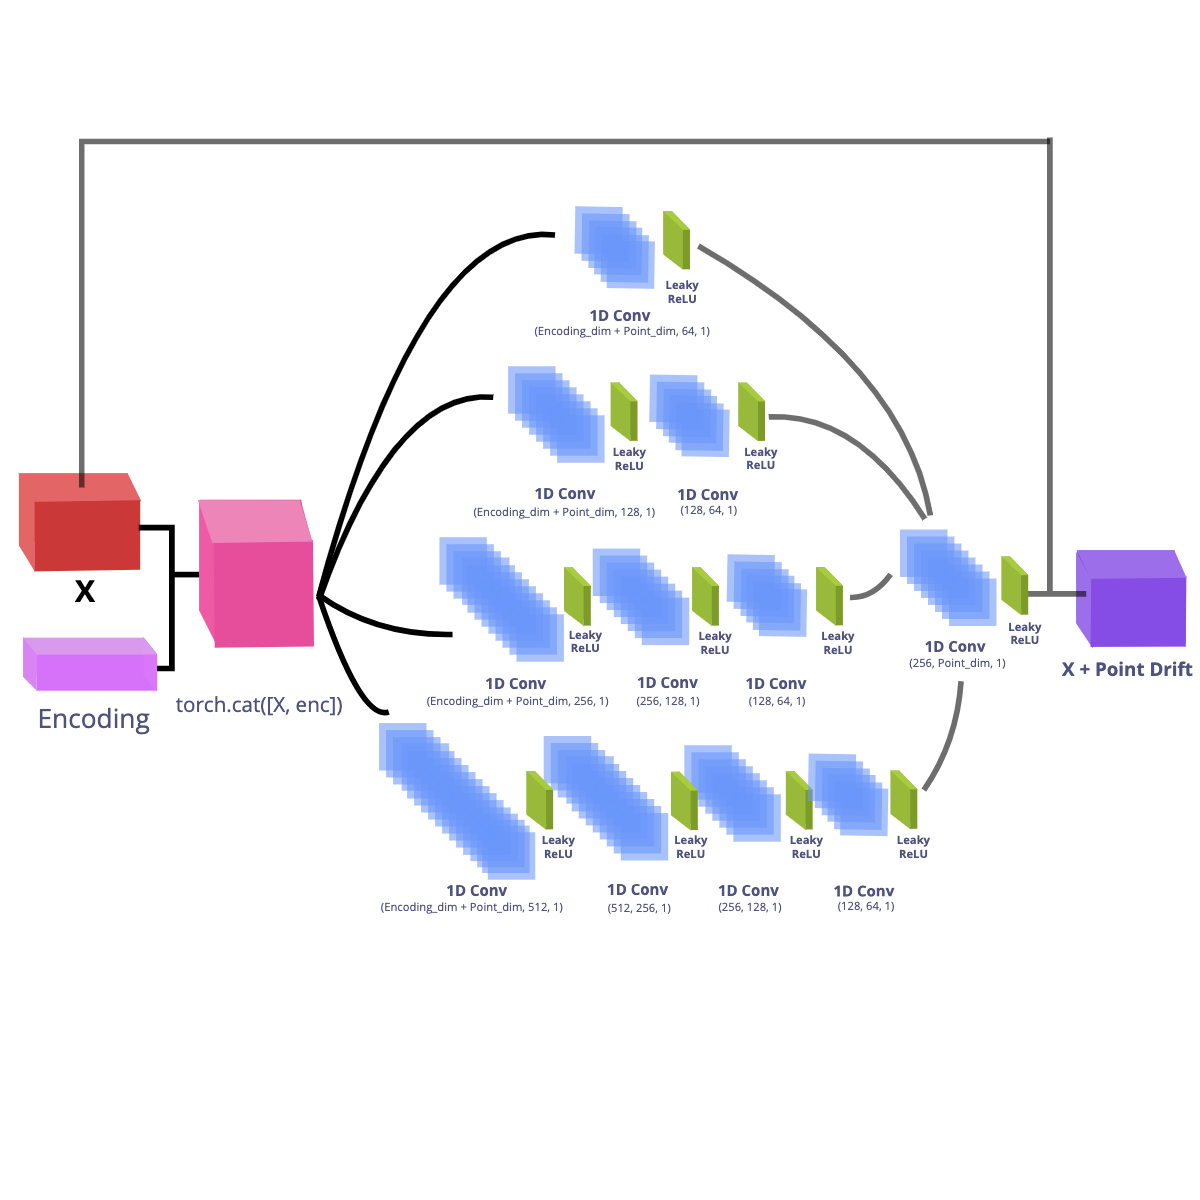 Leaky
ReLU
1D Conv
(Encoding_dim + Point_dim, 64, 1)
Leaky
ReLU
Leaky
ReLU
1D Conv
(Encoding_dim + Point_dim, 128, 1)
1D Conv
(128, 64, 1)
X
Encoding
torch.cat([X, enc])
Leaky
ReLU
Leaky
ReLU
Leaky
ReLU
1D Conv
(Encoding_dim + Point_dim, 256, 1)
1D Conv
(256, 128, 1)
1D Conv
(128, 64, 1)
Leaky
ReLU
1D Conv
(256, Point_dim, 1)
X + Point Drift
Leaky
ReLU
Leaky
ReLU
Leaky
ReLU
Leaky
ReLU
1D Conv
(Encoding_dim + Point_dim, 512, 1)
1D Conv
(512, 256, 1)
1D Conv
(256, 128, 1)
1D Conv
(128, 64, 1)